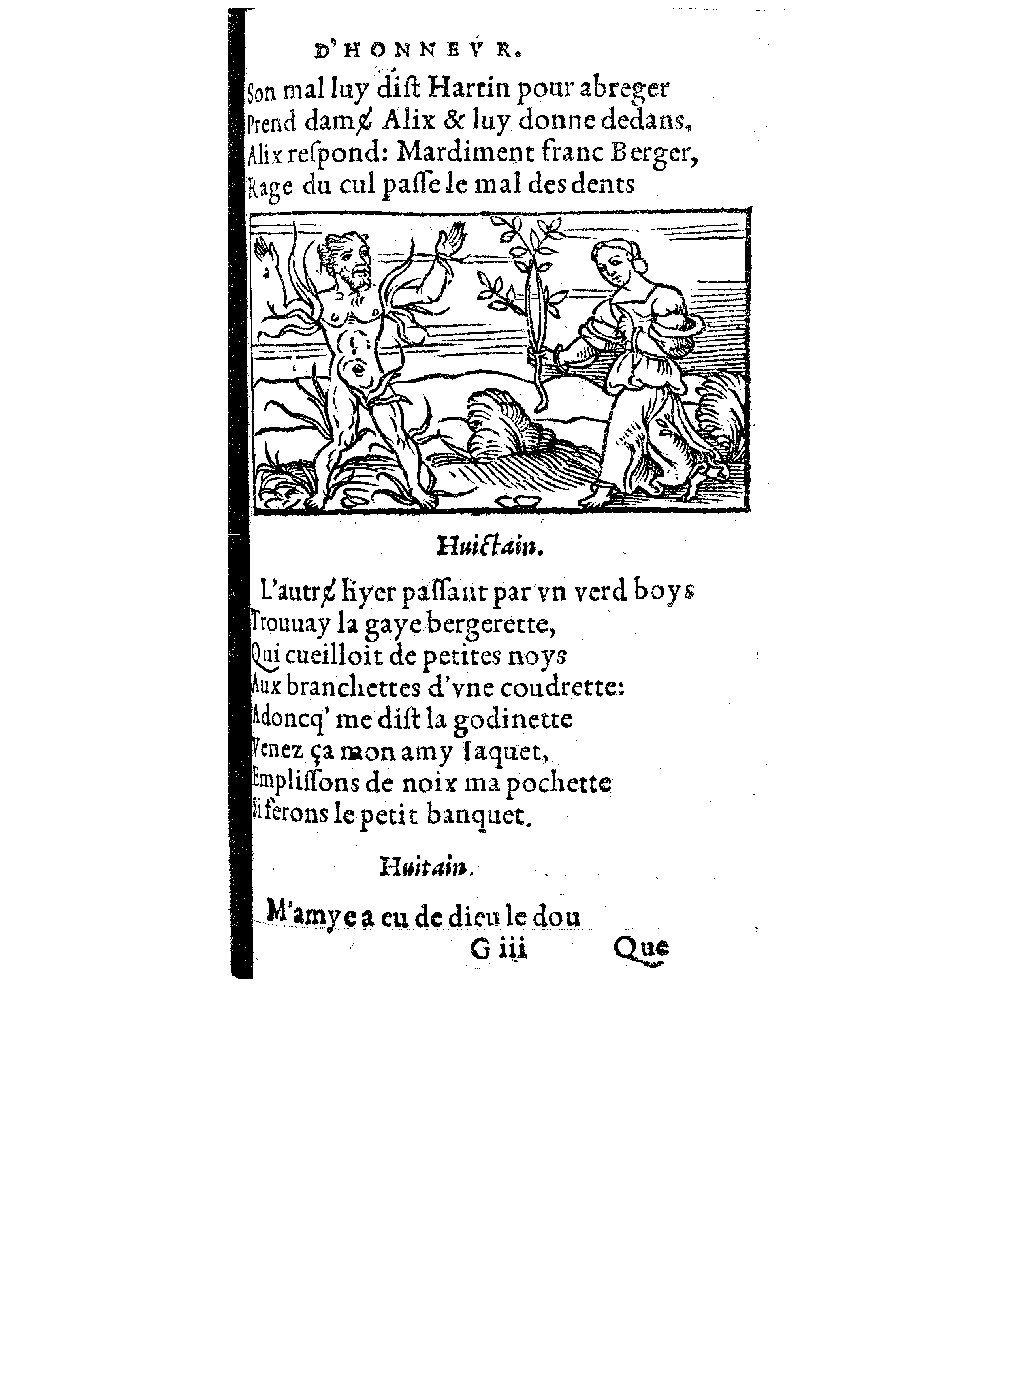 D'HONNEVR.
Son mal luy diſt Hartin pour abreger
Prend damɇ Alix & luy donne dedans,
Alix reſpond: Mardiment franc Berger,
Rage du cul paſſe le mal des dents
Huictain.
L'autrɇ hyer paſſant par vn verd boys
Trouuay la gaye bergerette,
Qui cueilloit de petites noys
Aux branchettes d'vne coudrette:
Adoncq' me diſt la godinette
Venez ça mon amy Iaquet,
Empliſſons de noix ma pochette
Si ferons le petit banquet.
Huitain.
M'amye a eu de dieu le don
G iii Que